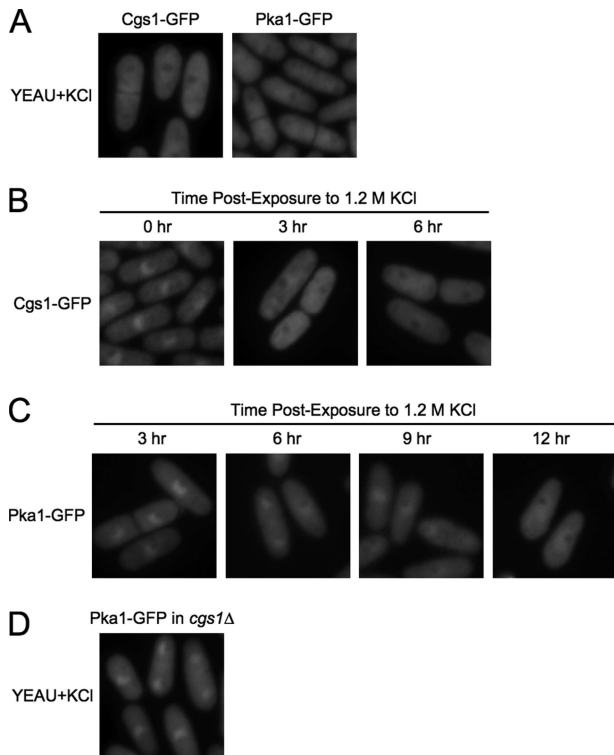 A
Cgs1-GFP Pka1-GFP
YEAU+KCl
B
Time Post-Exposure to 1.2 M KCl
0 hr 3 hr 6 hr
Cgs1-GFP
C
Time Post-Exposure to 1.2 M KCl
3 hr 6 hr 9 hr 12 hr
Pka1-GFP
D
Pka1-GFP in cgs1Δ
YEAU+KCl